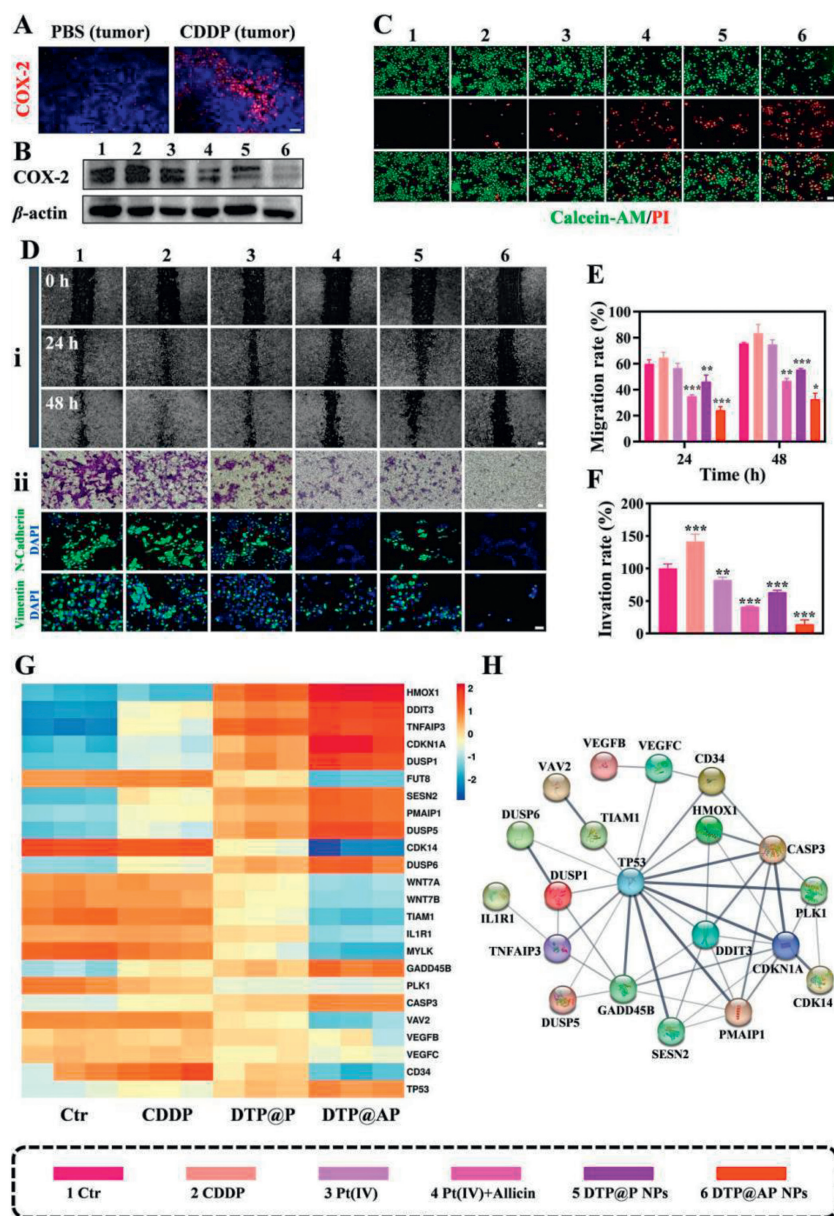 A
PBS (tumor) CDDP (tumor)
COX-2
B
1 2 3 4 5 6
COX-2
β-actin
C
1 2 3 4 5 6
Calcein-AM/PI
D
1 2 3 4 5 6
i
0 h
24 h
48 h
ii
N-Cadherin
DAPI
Vimentin
DAPI
E
Migration rate (%)
100
80
60
40
20
0
*** ** *** ** *** *
24 48
Time (h)
F
Invation rate (%)
150
100
50
0
*** ** *** *** ***
G
HMOX1
DDIT3
TNFAIP3
CDKN1A
DUSP1
FUT8
SESN2
PMAIP1
DUSP5
CDK14
DUSP6
WNT7A
WNT7B
TIAM1
IL1R1
MYLK
GADD45B
PLK1
CASP3
VAV2
VEGFB
VEGFC
CD34
TP53
2
1
0
-1
-2
Ctr CDDP DTP@P DTP@AP
H
VEGFB VEGFC
VAV2 CD34
DUSP6 TIAM1 HMOX1
TP53 CASP3
DUSP1
IL1R1 PLK1
TNFAIP3 DDIT3 CDKN1A
CDK14
DUSP5 GADD45B PMAIP1
SESN2
1 Ctr 2 CDDP 3 Pt(IV) 4 Pt(IV)+Allicin 5 DTP@P NPs 6 DTP@AP NPs